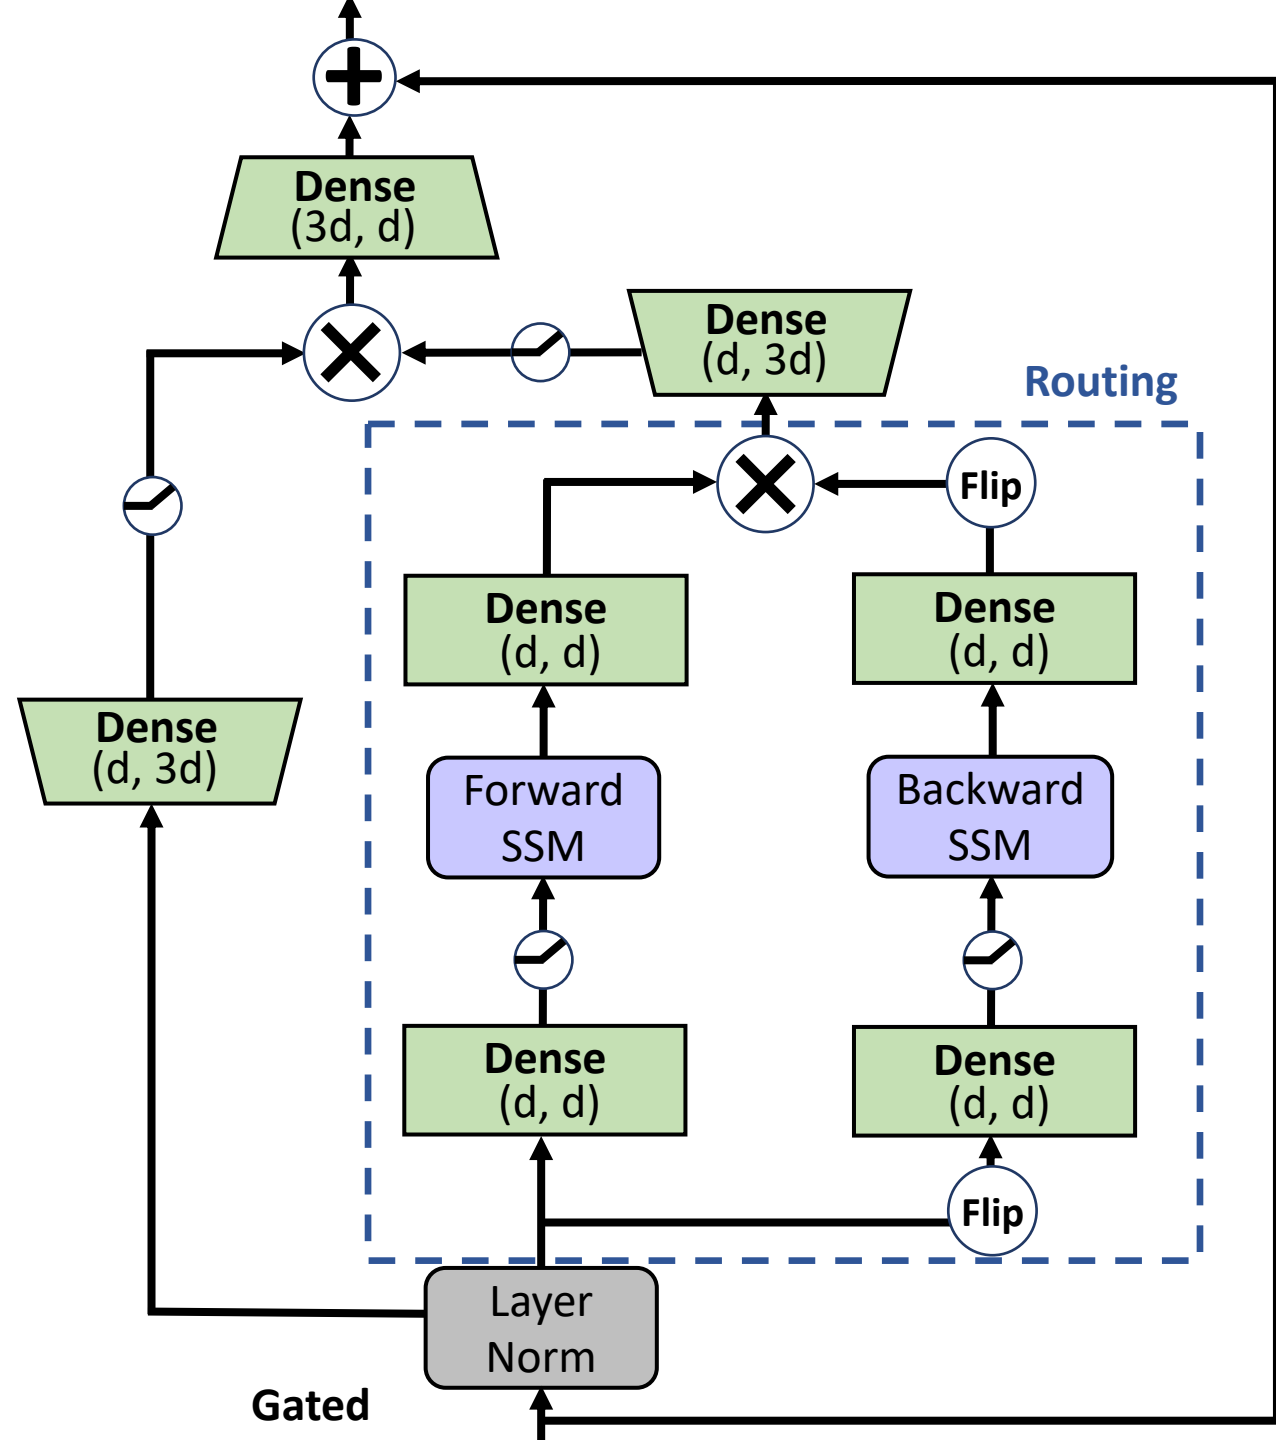 Dense
(3d, d)
Dense
(d, 3d)
Routing
Flip
Dense
(d, d)
Dense
(d, d)
Dense
(d, 3d)
Forward
SSM
Backward
SSM
Dense
(d, d)
Dense
(d, d)
Flip
Layer
Norm
Gated